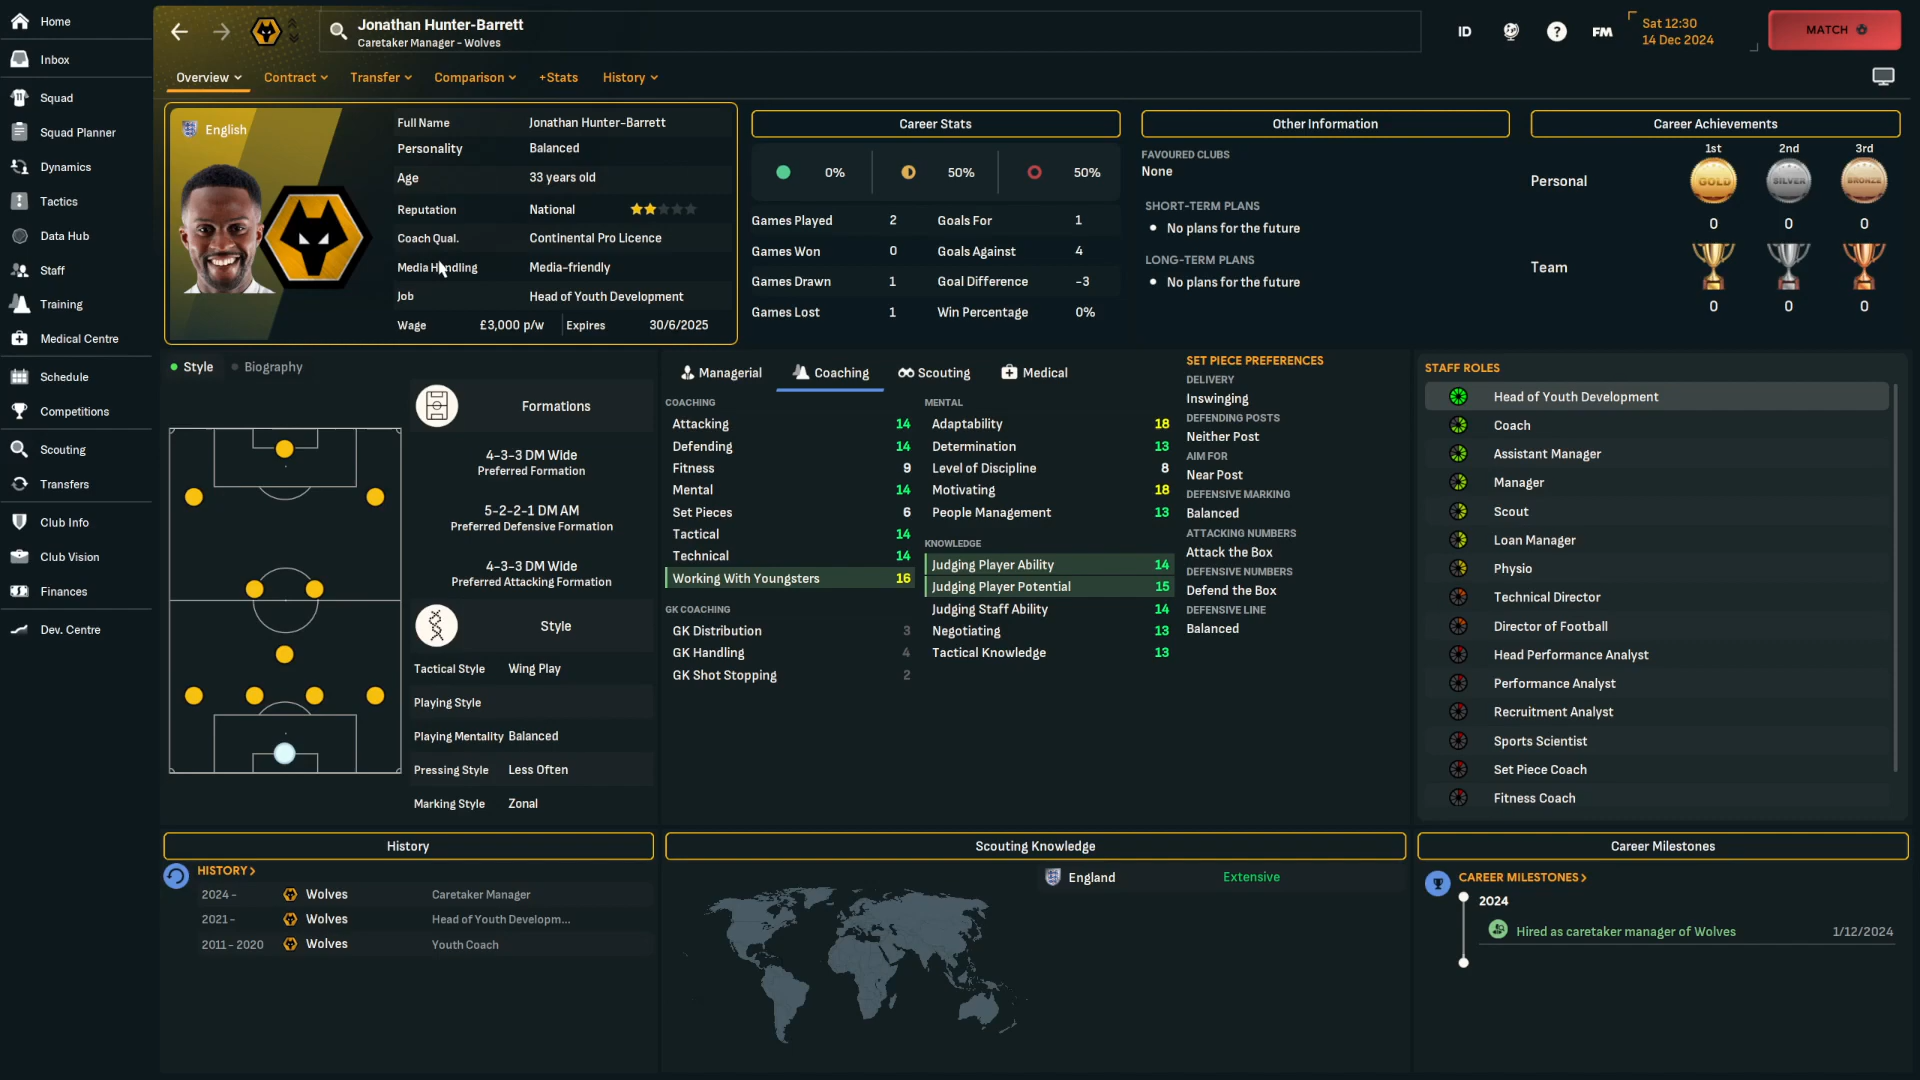 Home
Inbox
Squad
Squad Planner
Dynamics
Tactics
Data Hub
Staff
Training
Medical Centre
Schedule
Competitions
Scouting
Transfers
Club Info
Club Vision
Finances
Dev. Centre
Jonathan Hunter-Barrett
Caretaker Manager - Wolves
ID
?
FM
Sat 12:30
14 Dec 2024
MATCH
Overview
Contract
Transfer
Comparison
+Stats
History
English
Full Name Jonathan Hunter-Barrett
Personality Balanced
Age 33 years old
Reputation National
Coach Qual. Continental Pro Licence
Media Handling Media-friendly
Job Head of Youth Development
Wage £3,000 p/w Expires 30/6/2025
Career Stats
0% 50% 50%
Games Played 2 Goals For 1
Games Won 0 Goals Against 4
Games Drawn 1 Goal Difference -3
Games Lost 1 Win Percentage 0%
Other Information
FAVOURED CLUBS
None
SHORT-TERM PLANS
• No plans for the future
LONG-TERM PLANS
• No plans for the future
Career Achievements
1st 2nd 3rd
Personal GOLD SILVER BRONZE
0 0 0
Team
0 0 0
Style Biography
Formations
4-3-3 DM Wide
Preferred Formation
5-2-2-1 DM AM
Preferred Defensive Formation
4-3-3 DM Wide
Preferred Attacking Formation
Style
Tactical Style Wing Play
Playing Style
Playing Mentality Balanced
Pressing Style Less Often
Marking Style Zonal
Managerial Coaching Scouting Medical
COACHING
Attacking 14
Defending 14
Fitness 9
Mental 14
Set Pieces 6
Tactical 14
Technical 14
Working With Youngsters 16
GK COACHING
GK Distribution 3
GK Handling 4
GK Shot Stopping 2
MENTAL
Adaptability 18
Determination 13
Level of Discipline 8
Motivating 18
People Management 13
KNOWLEDGE
Judging Player Ability 14
Judging Player Potential 15
Judging Staff Ability 14
Negotiating 13
Tactical Knowledge 13
SET PIECE PREFERENCES
DELIVERY
Inswinging
DEFENDING POSTS
Neither Post
AIM FOR
Near Post
DEFENSIVE MARKING
Balanced
ATTACKING NUMBERS
Attack the Box
DEFENSIVE NUMBERS
Defend the Box
DEFENSIVE LINE
Balanced
STAFF ROLES
Head of Youth Development
Coach
Assistant Manager
Manager
Scout
Loan Manager
Physio
Technical Director
Director of Football
Head Performance Analyst
Performance Analyst
Recruitment Analyst
Sports Scientist
Set Piece Coach
Fitness Coach
History
HISTORY >
2024 - Wolves Caretaker Manager
2021 - Wolves Head of Youth Developm...
2011 - 2020 Wolves Youth Coach
Scouting Knowledge
England Extensive
Career Milestones
CAREER MILESTONES >
2024
Hired as caretaker manager of Wolves 1/12/2024